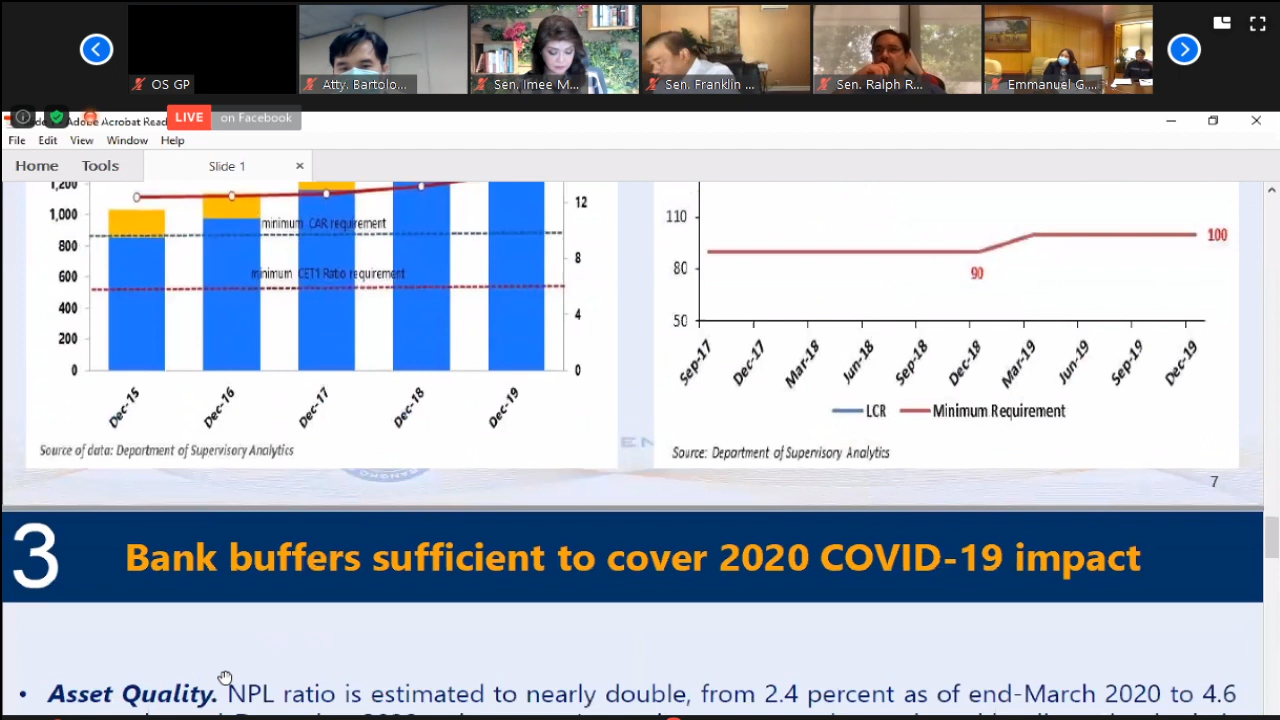 OS GP
Atty. Bartolo...
Sen. Imee M...
Sen. Franklin ...
Sen. Ralph R...
Emmanuel G....
Adobe Acrobat Read
LIVE on Facebook
File Edit View Window Help
Home Tools Slide 1 ×
1,200
1,000
800
600
400
200
0
12
8
4
0
minimum CAR requirement
minimum CET1 Ratio requirement
Dec-15 Dec-16 Dec-17 Dec-18 Dec-19
Source of data: Department of Supervisory Analytics
110
80
50
90
100
Sep-17 Dec-17 Mar-18 Jun-18 Sep-18 Dec-18 Mar-19 Jun-19 Sep-19 Dec-19
LCR Minimum Requirement
Source: Department of Supervisory Analytics
7
3 Bank buffers sufficient to cover 2020 COVID-19 impact
• Asset Quality. NPL ratio is estimated to nearly double, from 2.4 percent as of end-March 2020 to 4.6